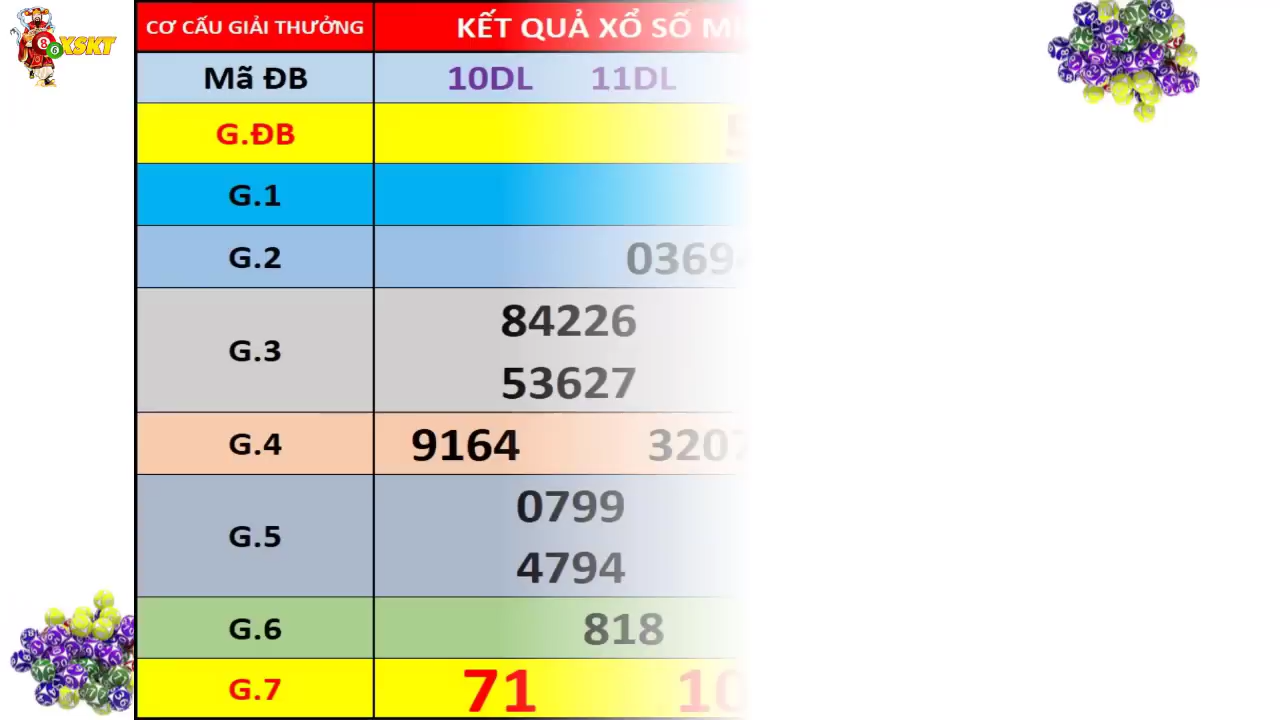 XSKT
CƠ CẤU GIẢI THƯỞNG KẾT QUẢ XỔ SỐ
Mã ĐB 10DL 11DL
G.ĐB
G.1
G.2
G.3 84226
53627
G.4 9164
G.5 0799
4794
G.6 818
G.7 71 10